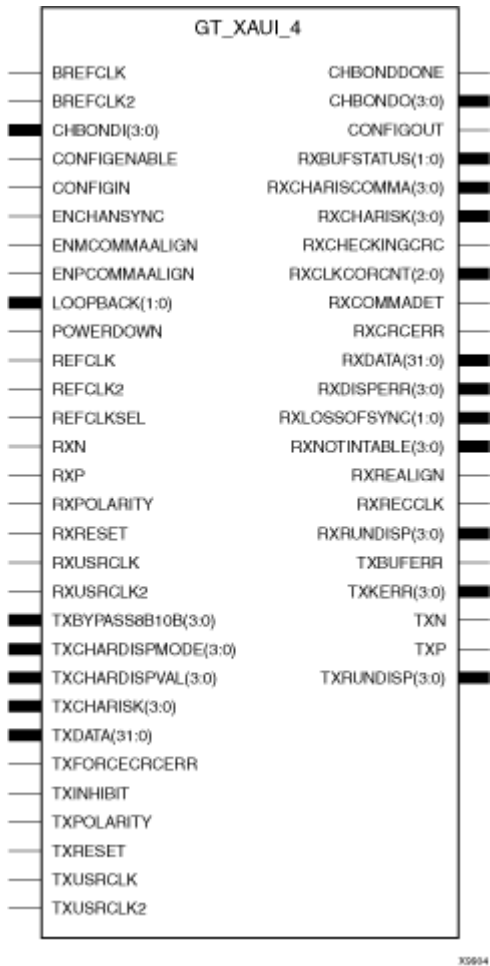 GT_XAUI_4
BREFCLK CHBONDDONE
BREFCLK2 CHBONDO(3:0)
CHBONDI(3:0) CONFIGOUT
CONFIGENABLE RXBUFSTATUS(1:0)
CONFIGIN RXCHARISCOMMA(3:0)
ENCHANSYNC RXCHARISK(3:0)
ENMCOMMAALIGN RXCHECKINGCRC
ENPCOMMAALIGN RXCLKCORCNT(2:0)
LOOPBACK(1:0) RXCOMMADET
POWERDOWN RXCRCERR
REFCLK RXDATA(31:0)
REFCLK2 RXDISPERR(3:0)
REFCLKSEL RXLOSSOFSYNC(1:0)
RXN RXNOTINTABLE(3:0)
RXP RXREALIGN
RXPOLARITY RXRECCLK
RXRESET RXRUNDISP(3:0)
RXUSRCLK TXBUFERR
RXUSRCLK2 TXKERR(3:0)
TXBYPASS8B10B(3:0) TXN
TXCHARDISPMODE(3:0) TXP
TXCHARDISPVAL(3:0) TXRUNDISP(3:0)
TXCHARISK(3:0)
TXDATA(31:0)
TXFORCECRCERR
TXINHIBIT
TXPOLARITY
TXRESET
TXUSRCLK
TXUSRCLK2
X9904